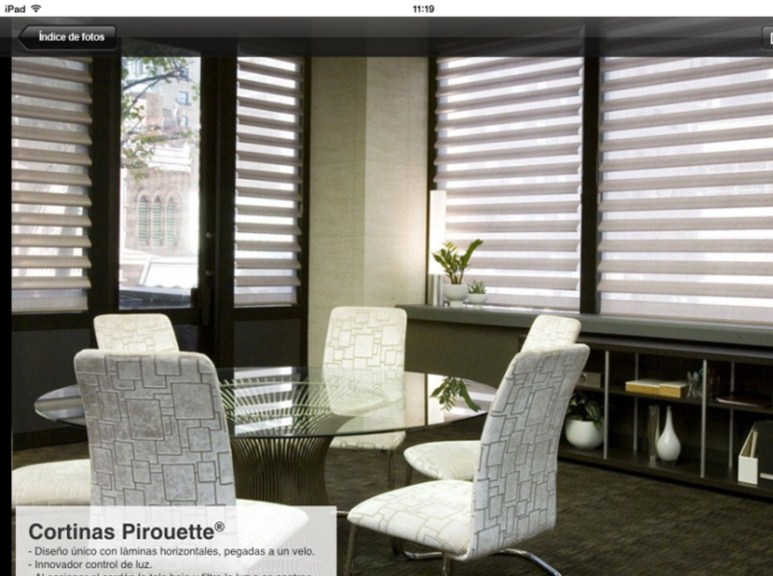 iPad 11:19
Índice de fotos
Cortinas Pirouette®
- Diseño único con láminas horizontales, pegadas a un velo.
- Innovador control de luz.